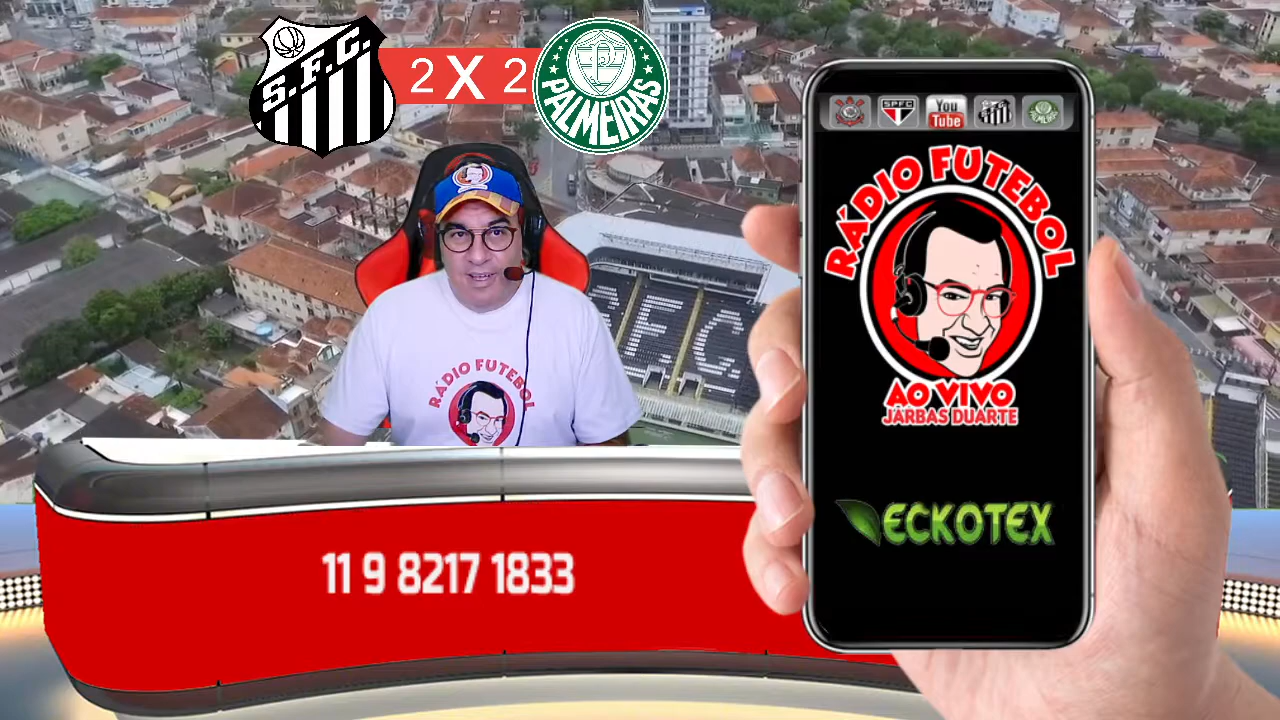 S.F.C.
2 X 2
PALMEIRAS
SPFC
You
Tube
RÁDIO FUTEBOL
AO VIVO
JARBAS DUARTE
RÁDIO FUTEBOL
ECKOTEX
11 9 8217 1833